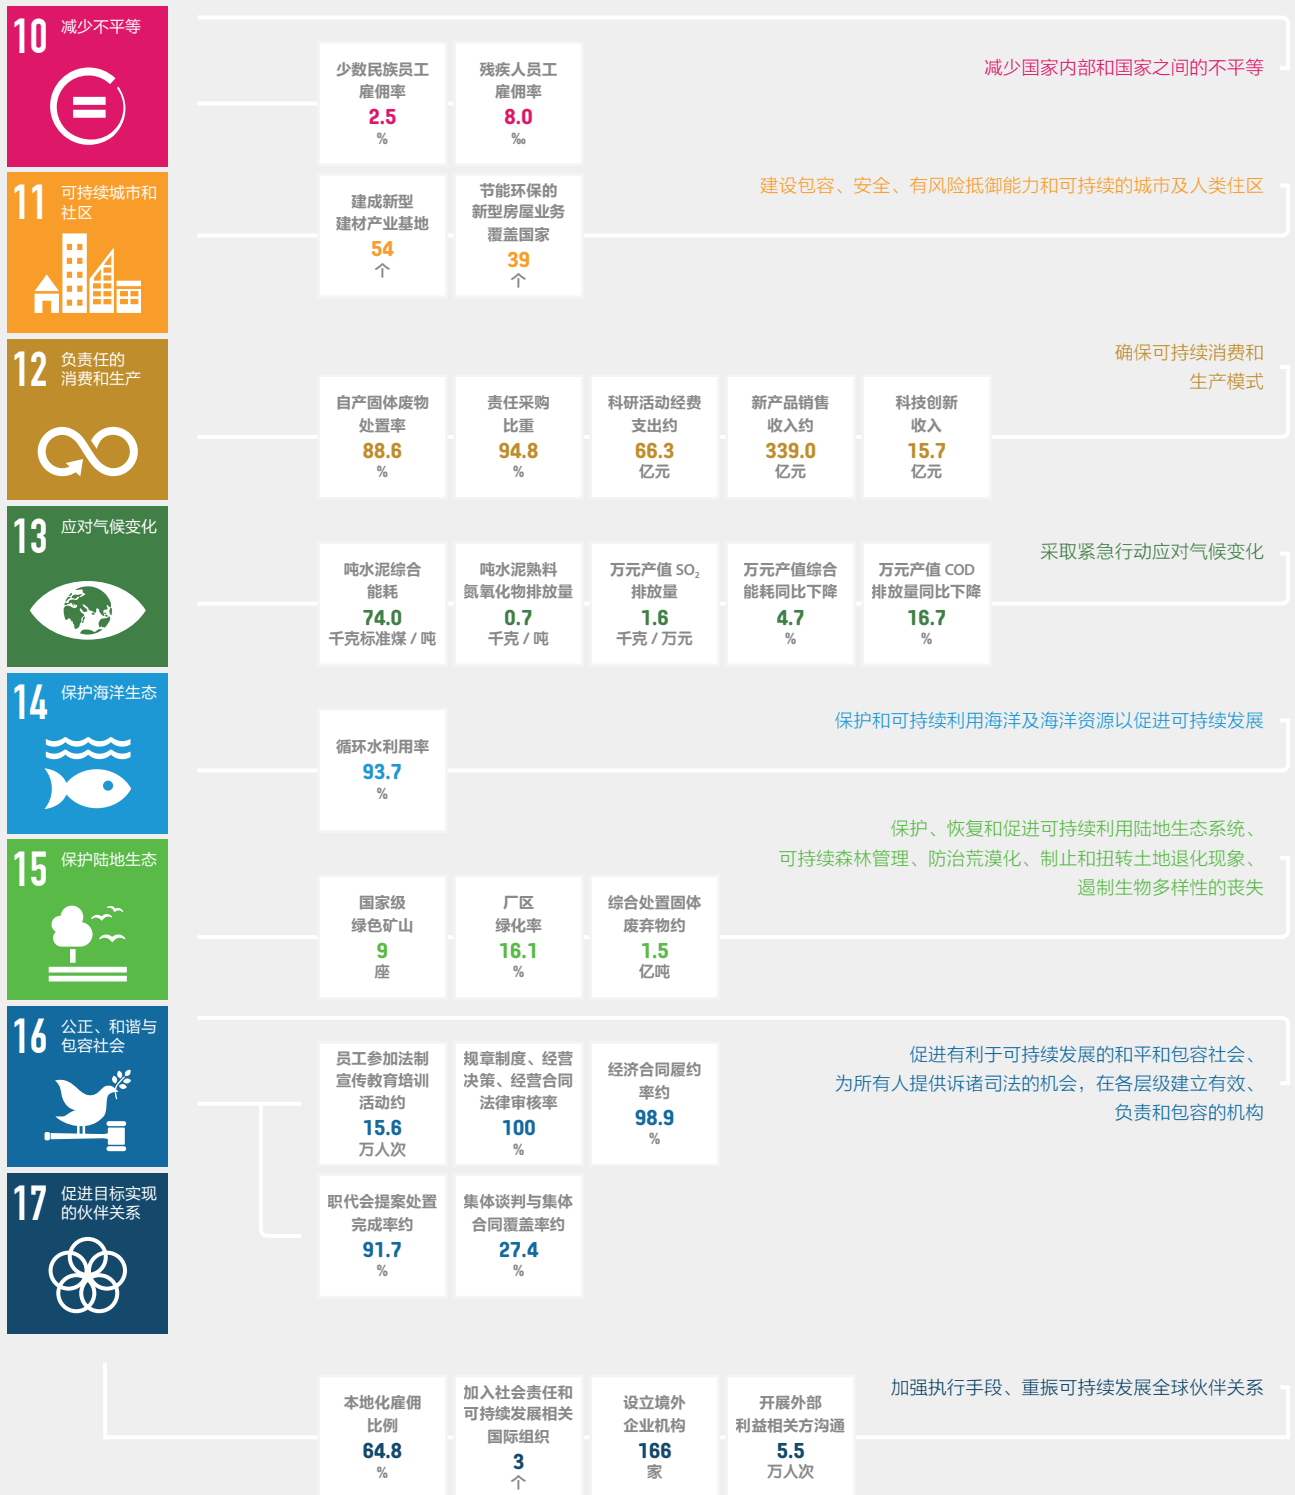 10 减少不平等
减少国家内部和国家之间的不平等
少数民族员工
雇佣率
2.5
%
残疾人员工
雇佣率
8.0
‰
11 可持续城市和
社区
建设包容、安全、有风险抵御能力和可持续的城市及人类住区
建成新型
建材产业基地
54
个
节能环保的
新型房屋业务
覆盖国家
39
个
12 负责任的
消费和生产
确保可持续消费和
生产模式
自产固体废物
处置率
88.6
%
责任采购
比重
94.8
%
科研活动经费
支出约
66.3
亿元
新产品销售
收入约
339.0
亿元
科技创新
收入
15.7
亿元
13 应对气候变化
采取紧急行动应对气候变化
吨水泥综合
能耗
74.0
千克标准煤 / 吨
吨水泥熟料
氮氧化物排放量
0.7
千克 / 吨
万元产值 SO₂
排放量
1.6
千克 / 万元
万元产值综合
能耗同比下降
4.7
%
万元产值 COD
排放量同比下降
16.7
%
14 保护海洋生态
保护和可持续利用海洋及海洋资源以促进可持续发展
循环水利用率
93.7
%
15 保护陆地生态
保护、恢复和促进可持续利用陆地生态系统、
可持续森林管理、防治荒漠化、制止和扭转土地退化现象、
遏制生物多样性的丧失
国家级
绿色矿山
9
座
厂区
绿化率
16.1
%
综合处置固体
废弃物约
1.5
亿吨
16 公正、和谐与
包容社会
促进有利于可持续发展的和平和包容社会、
为所有人提供诉诸司法的机会，在各层级建立有效、
负责和包容的机构
员工参加法制
宣传教育培训
活动约
15.6
万人次
规章制度、经营
决策、经营合同
法律审核率
100
%
经济合同履约
率约
98.9
%
职代会提案处置
完成率约
91.7
%
集体谈判与集体
合同覆盖率约
27.4
%
17 促进目标实现
的伙伴关系
加强执行手段、重振可持续发展全球伙伴关系
本地化雇佣
比例
64.8
%
加入社会责任和
可持续发展相关
国际组织
3
个
设立境外
企业机构
166
家
开展外部
利益相关方沟通
5.5
万人次